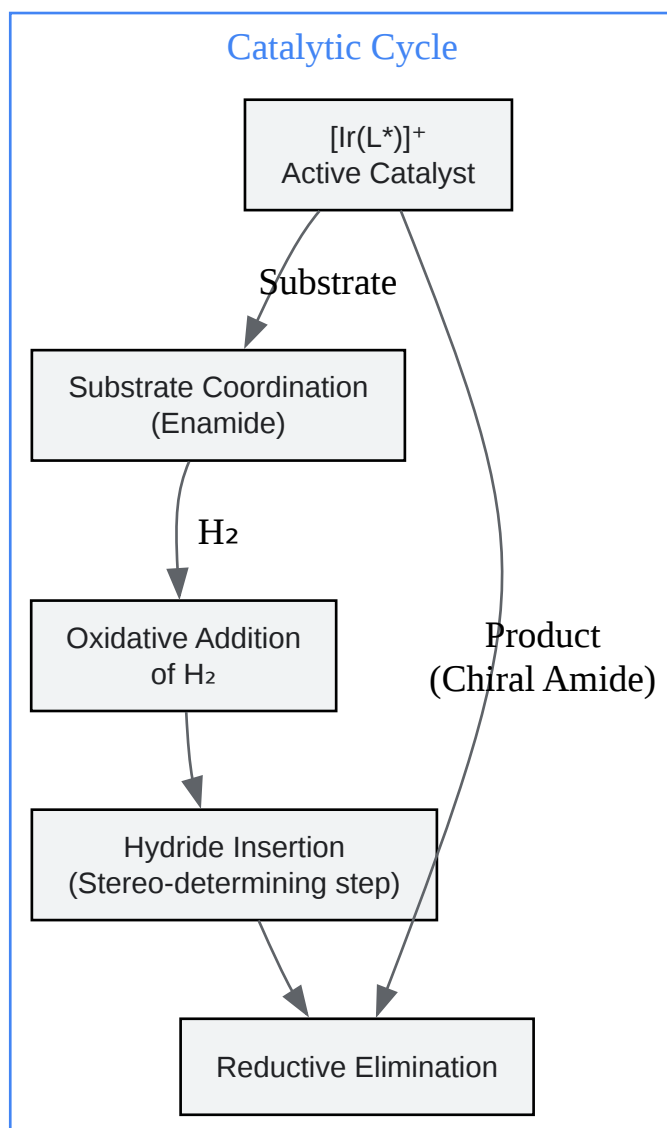 Catalytic Cycle
[Ir(L*)]⁺
Active Catalyst
Substrate
Substrate Coordination
(Enamide)
H₂
Oxidative Addition
of H₂
Product
(Chiral Amide)
Hydride Insertion
(Stereo-determining step)
Reductive Elimination